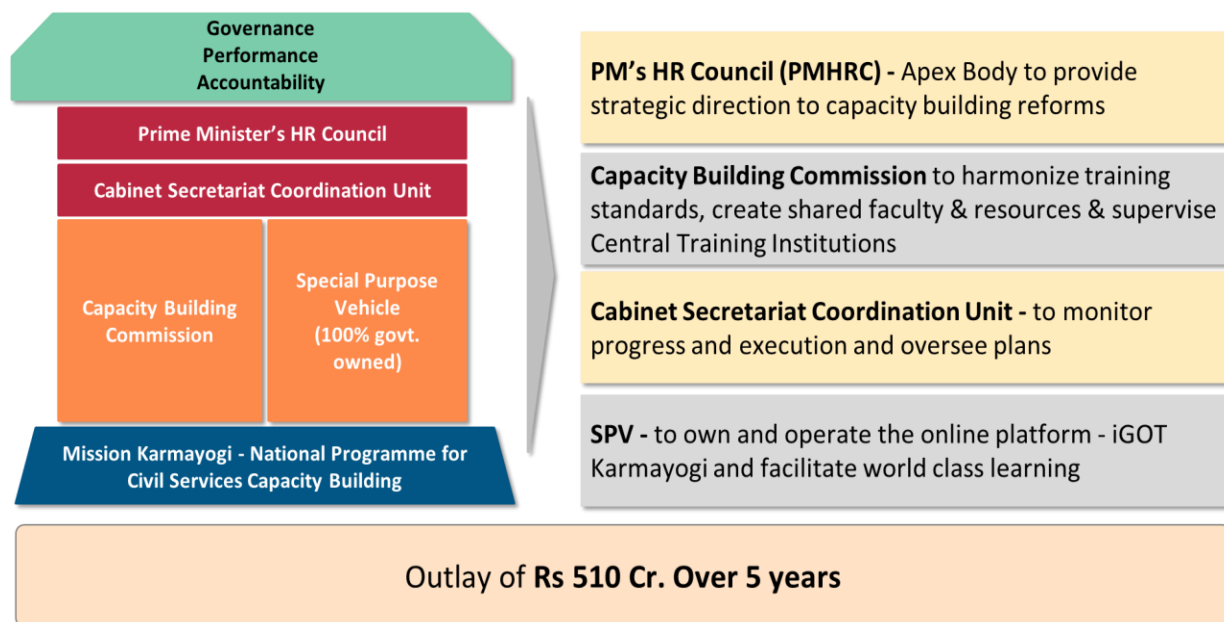 Governance
Performance
Accountability
Prime Minister's HR Council
Cabinet Secretariat Coordination Unit
Capacity Building
Commission
Special Purpose
Vehicle
(100% govt.
owned)
Mission Karmayogi - National Programme for
Civil Services Capacity Building
PM's HR Council (PMHRC) - Apex Body to provide
strategic direction to capacity building reforms
Capacity Building Commission to harmonize training
standards, create shared faculty & resources & supervise
Central Training Institutions
Cabinet Secretariat Coordination Unit - to monitor
progress and execution and oversee plans
SPV - to own and operate the online platform - iGOT
Karmayogi and facilitate world class learning
Outlay of Rs 510 Cr. Over 5 years